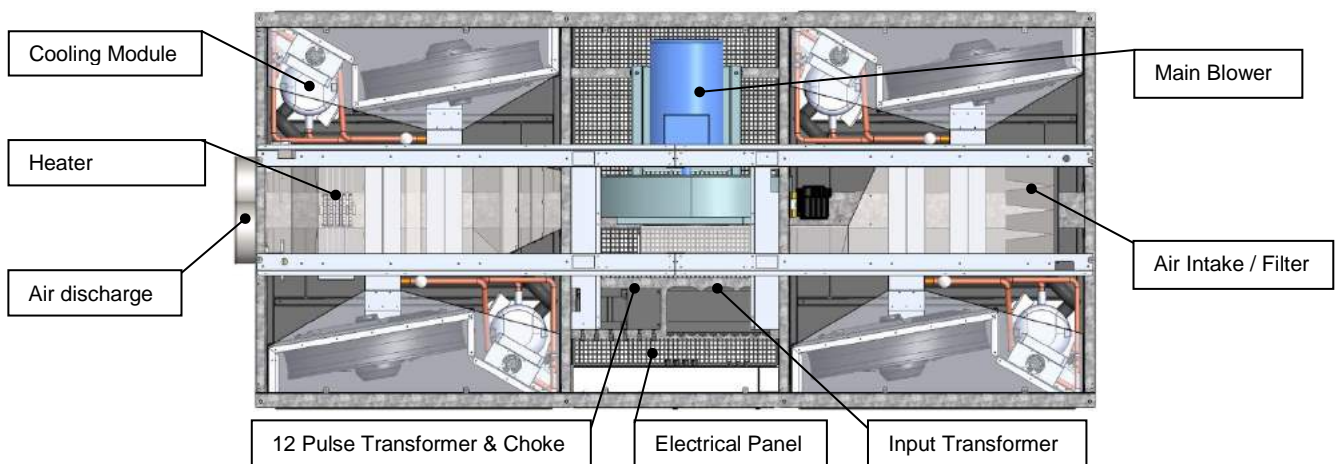 Cooling Module
Main Blower
Heater
Air Intake / Filter
Air discharge
12 Pulse Transformer & Choke
Electrical Panel
Input Transformer